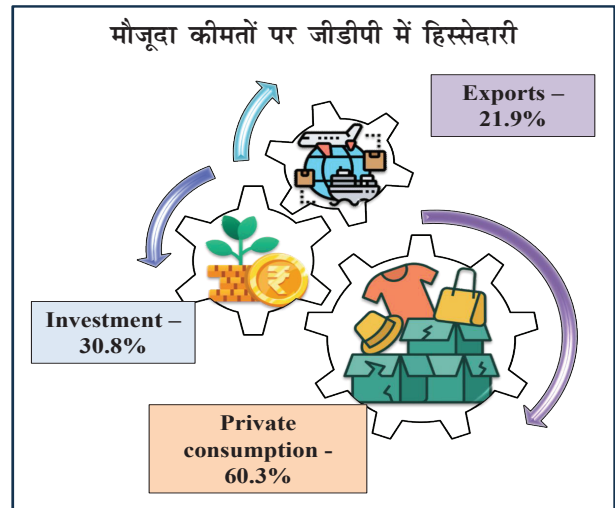 मौजूदा कीमतों पर जीडीपी में हिस्सेदारी
Exports –
21.9%
₹
Investment –
30.8%
Private
consumption -
60.3%